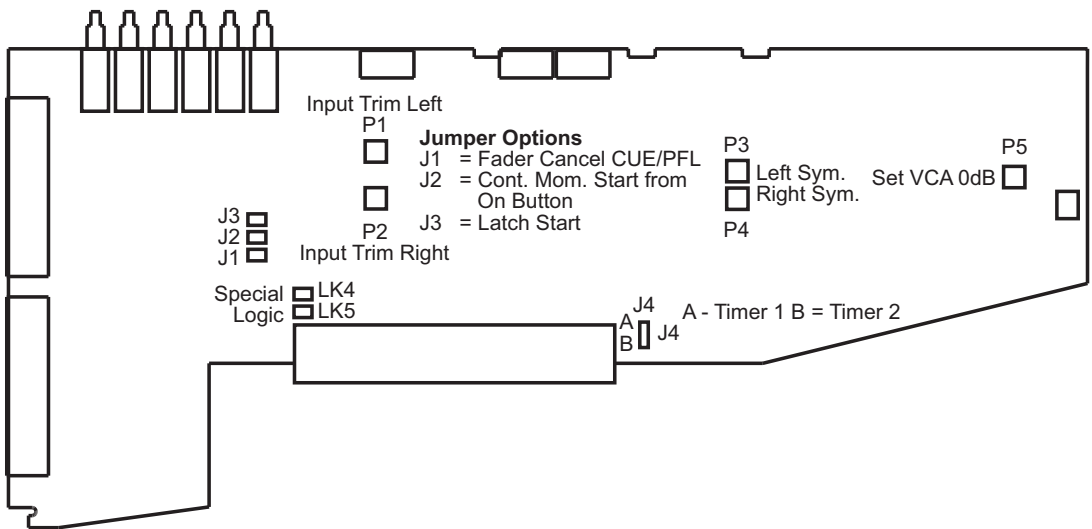 Input Trim Left
P1
Jumper Options
J1 = Fader Cancel CUE/PFL
J2 = Cont. Mom. Start from
On Button
J3 = Latch Start
P2
Input Trim Right
J3
J2
J1
P3
Left Sym.
Right Sym.
P4
P5
Set VCA 0dB
Special
Logic
LK4
LK5
J4
A
B
J4
A - Timer 1 B = Timer 2